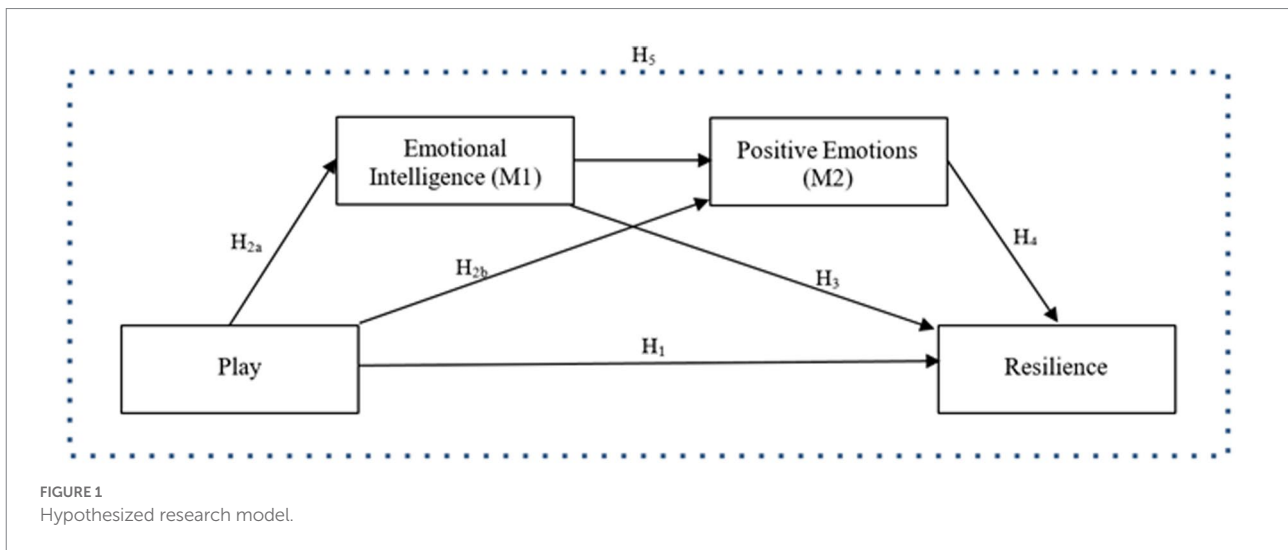 H₅
Emotional
Intelligence (M1)
Positive Emotions
(M2)
H₂ₐ
H₂b
H₃
H₄
Play
H₁
Resilience
FIGURE 1
Hypothesized research model.